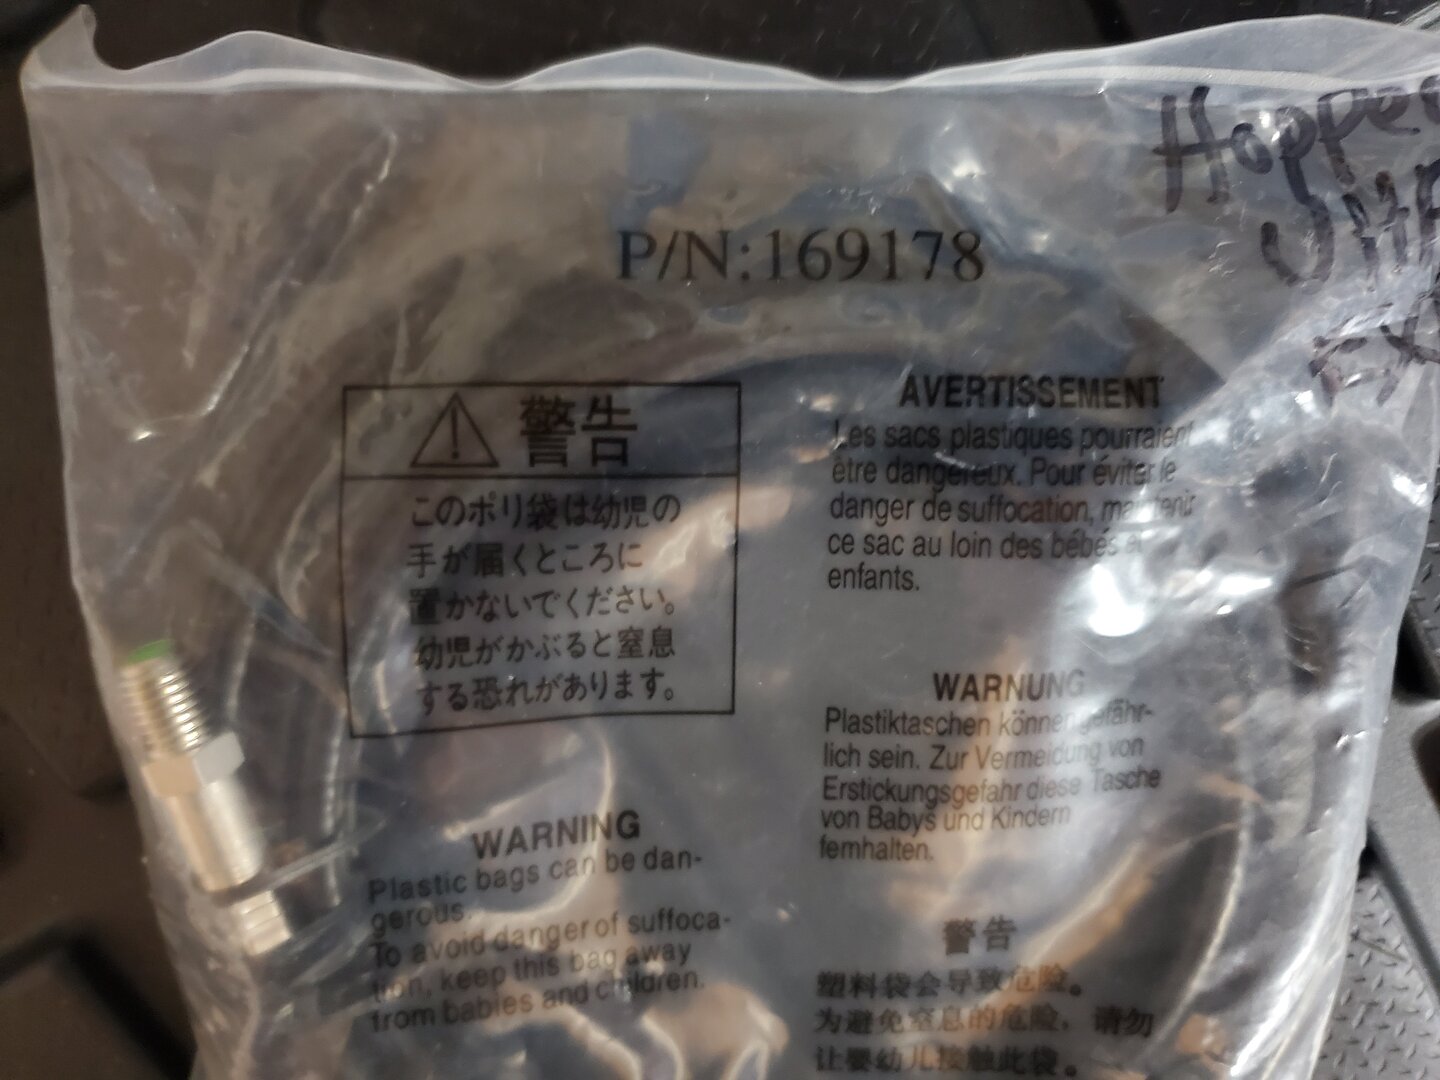 P/N:169178
警告
このポリ袋は幼児の
手が届くところに
置かないでください。
幼児がかぶると窒息
する恐れがあります。
WARNING
Plastic bags can be dan-
gerous.
To avoid danger of suffoca-
tion, keep this bag away
from babies and children.
AVERTISSEMENT
Les sacs plastiques pourraient
être dangereux. Pour éviter le
danger de suffocation, maintenir
ce sac au loin des bébés
enfants.
WARNUNG
Plastiktaschen können gefähr-
lich sein. Zur Vermeidung von
Erstickungsgefahr diese Tasche
von Babys und Kindern
fernhalten.
警告
塑料袋会导致危险。
为避免窒息的危险，请勿
让婴幼儿接触此袋。